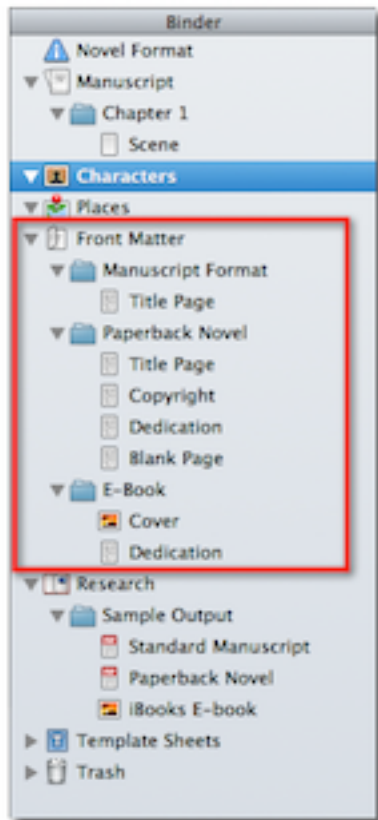 Binder
Novel Format
Manuscript
Chapter 1
Scene
Characters
Places
Front Matter
Manuscript Format
Title Page
Paperback Novel
Title Page
Copyright
Dedication
Blank Page
E-Book
Cover
Dedication
Research
Sample Output
Standard Manuscript
Paperback Novel
iBooks E-book
Template Sheets
Trash